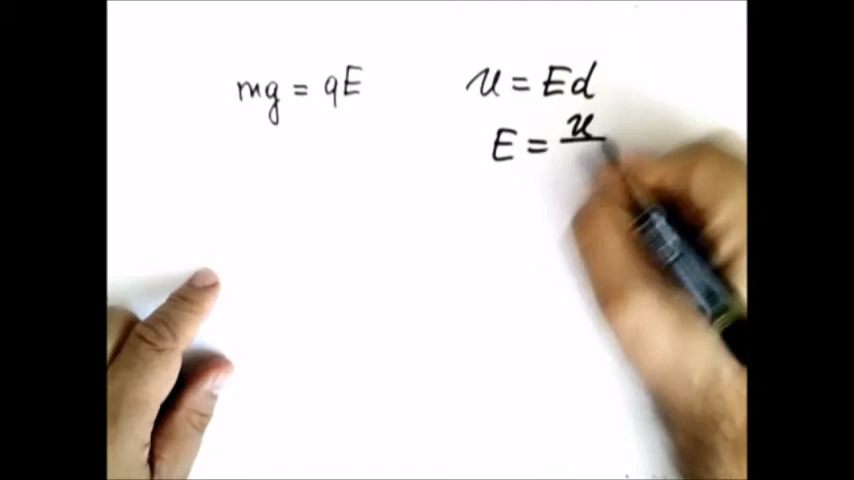 mg = qE
U = Ed
E = U